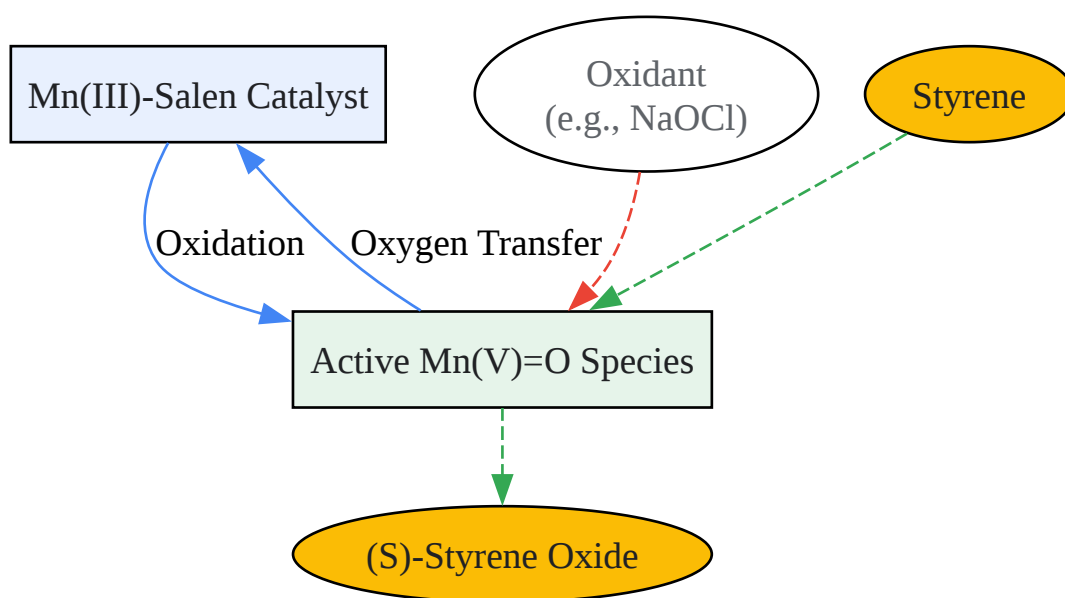 Mn(III)-Salen Catalyst
Oxidant
(e.g., NaOCl)
Styrene
Oxidation
Oxygen Transfer
Active Mn(V)=O Species
(S)-Styrene Oxide